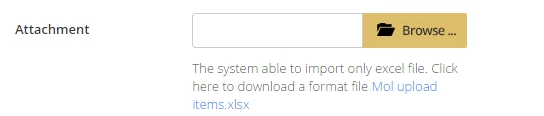 Attachment
Browse ...
The system able to import only excel file. Click
here to download a format file Mol upload
items.xlsx